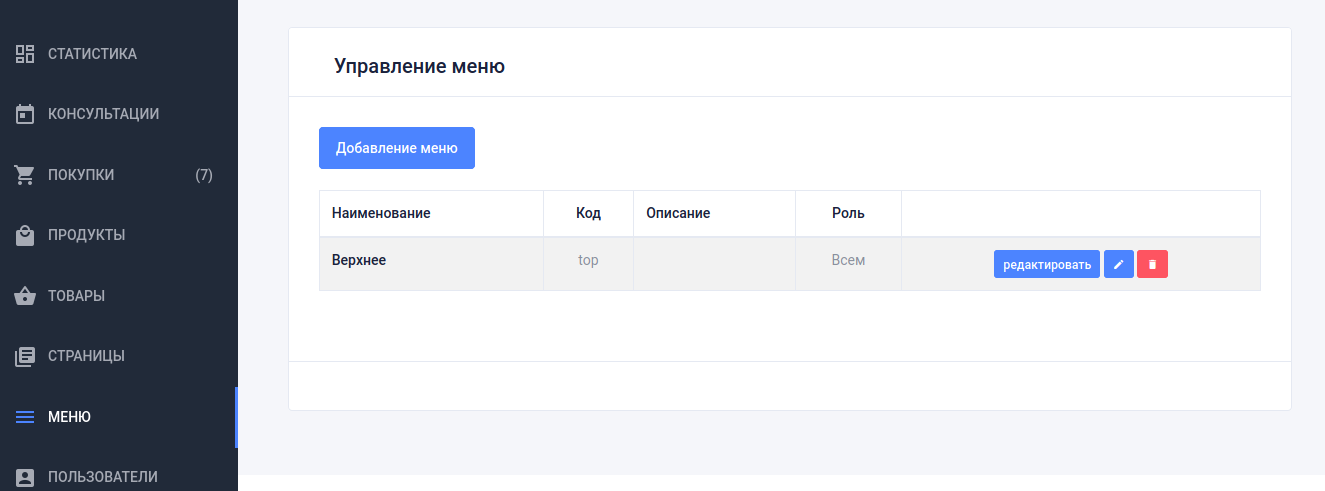 СТАТИСТИКА
КОНСУЛЬТАЦИИ
ПОКУПКИ (7)
ПРОДУКТЫ
ТОВАРЫ
СТРАНИЦЫ
МЕНЮ
ПОЛЬЗОВАТЕЛИ
Управление меню
Добавление меню
Наименование Код Описание Роль
Верхнее top Всем редактировать